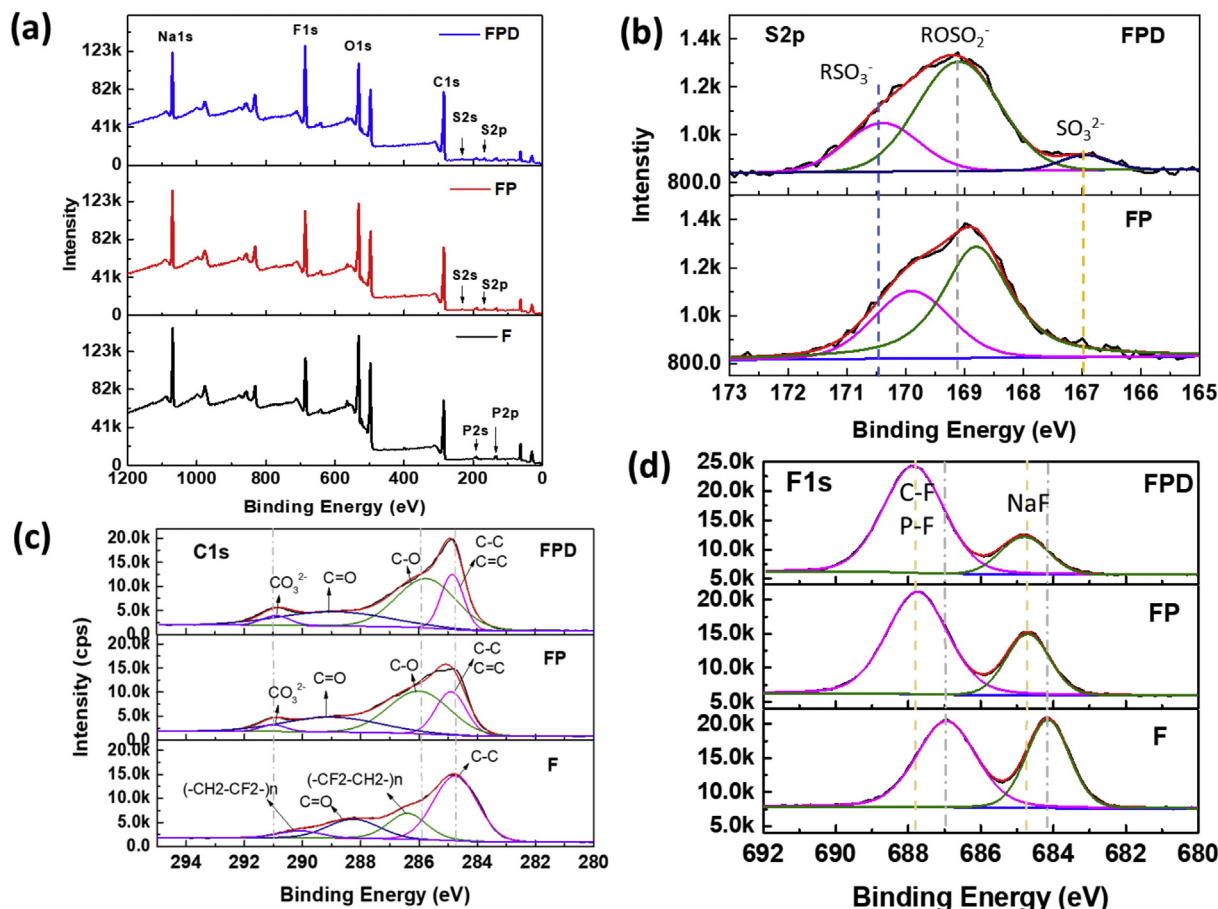 (a)
FPD
Na1s
F1s
O1s
C1s
S2s
S2p
123k
82k
41k
0
FP
S2s
S2p
123k
82k
41k
0
F
P2s
P2p
123k
82k
41k
0
Intensity
1200 1000 800 600 400 200 0
Binding Energy (eV)
(b)
S2p
FPD
RSO₃⁻
ROSO₂⁻
SO₃²⁻
1.4k
1.3k
1.0k
800.0
FP
1.4k
1.2k
1.0k
800.0
Intenstiy
173 172 171 170 169 168 167 166 165
Binding Energy (eV)
(c)
C1s
FPD
CO₃²⁻
C=O
C-O
C-C
C=C
20.0k
15.0k
10.0k
5.0k
0.0
FP
CO₃²⁻
C=O
C-O
C-C
C=C
20.0k
15.0k
10.0k
5.0k
0.0
F
(-CH2-CF2-)n
C=O
(-CF2-CH2-)n
C-C
20.0k
15.0k
10.0k
5.0k
0.0
Intensity (cps)
294 292 290 288 286 284 282 280
Binding Energy (eV)
(d)
F1s
FPD
C-F
P-F
NaF
25.0k
20.0k
15.0k
10.0k
5.0k
FP
25.0k
20.0k
15.0k
10.0k
5.0k
F
20.0k
15.0k
10.0k
5.0k
692 690 688 686 684 682 680
Binding Energy (eV)